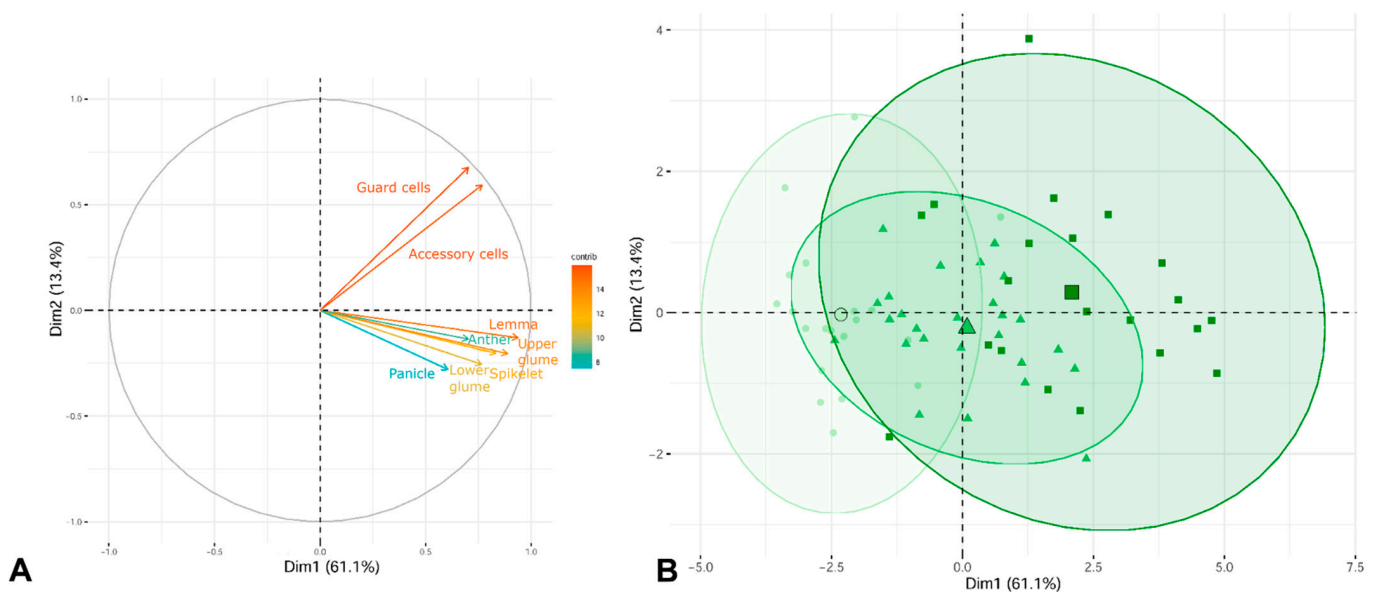 1.0
0.5
0.0
-0.5
-1.0
Dim2 (13.4%)
-1.0
-0.5
0.0
0.5
1.0
Dim1 (61.1%)
Guard cells
Accessory cells
Lemma
Anther
Upper
glume
Panicle
Lower
glume
Spikelet
contrib
14
12
10
8
A
4
2
0
−2
Dim2 (13.4%)
−5.0
−2.5
0.0
2.5
5.0
7.5
Dim1 (61.1%)
B